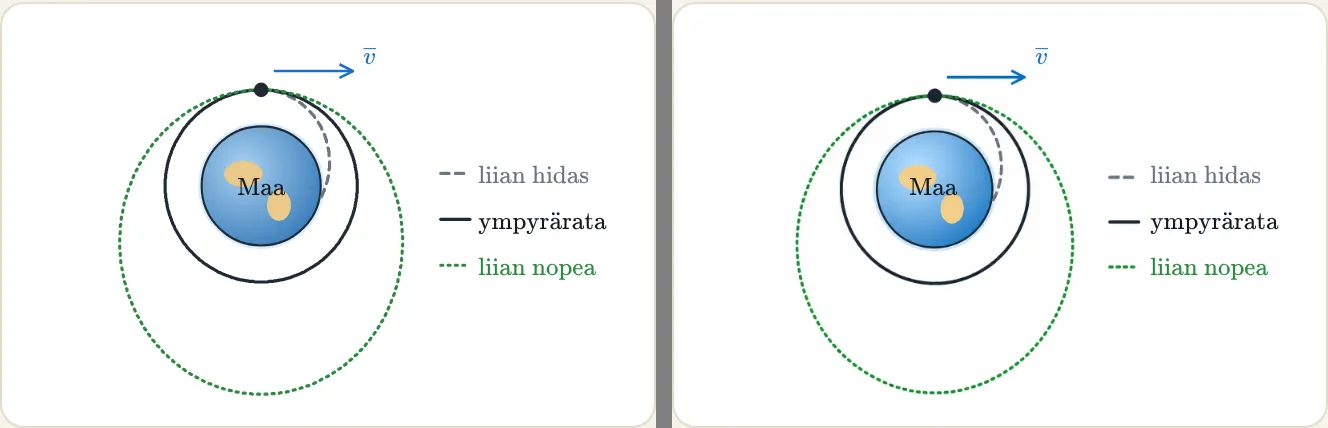 v̅
Maa
liian hidas
ympyrärata
liian nopea
v̅
Maa
liian hidas
ympyrärata
liian nopea